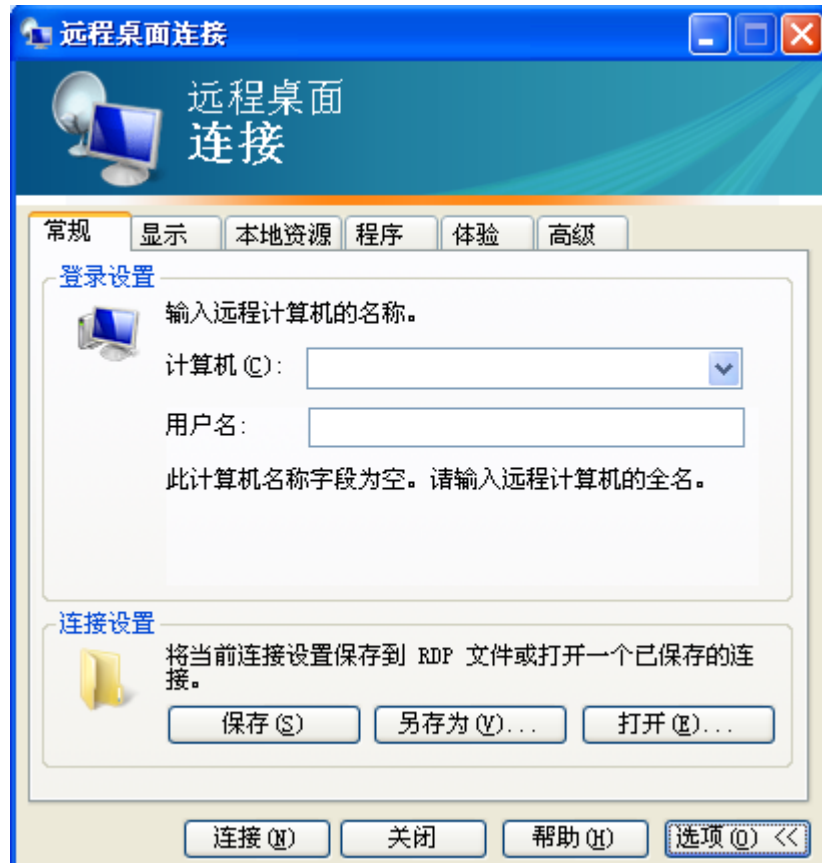 远程桌面连接
远程桌面
连接
常规 显示 本地资源 程序 体验 高级
登录设置
输入远程计算机的名称。
计算机(C):
用户名:
此计算机名称字段为空。请输入远程计算机的全名。
连接设置
将当前连接设置保存到 RDP 文件或打开一个已保存的连
接。
保存(S) 另存为(V)... 打开(E)...
连接(N) 关闭 帮助(H) 选项(O) <<